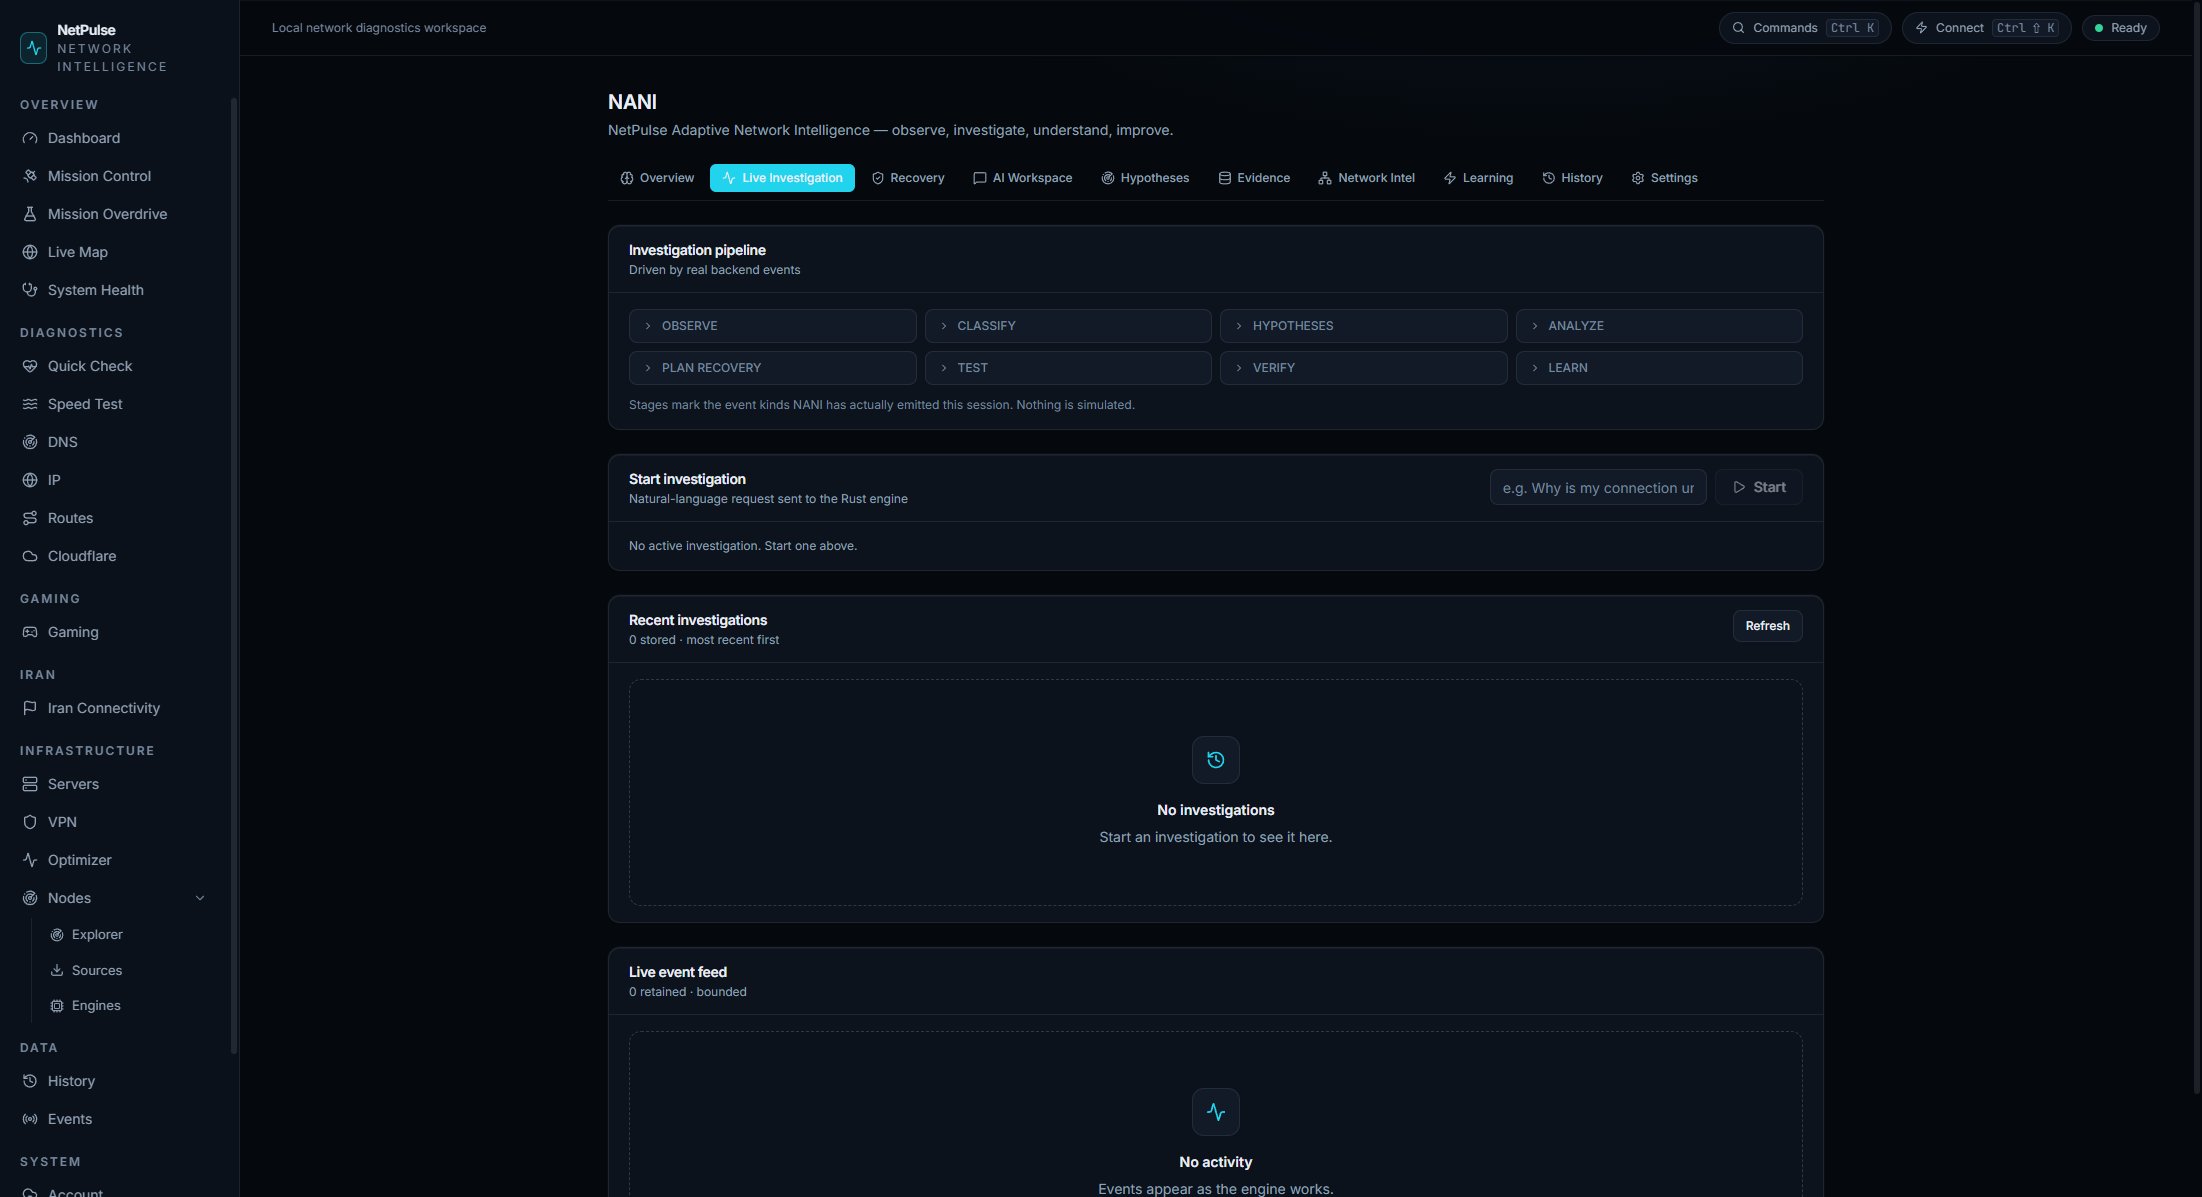 NetPulse
NETWORK
INTELLIGENCE
OVERVIEW
Dashboard
Mission Control
Mission Overdrive
Live Map
System Health
DIAGNOSTICS
Quick Check
Speed Test
DNS
IP
Routes
Cloudflare
GAMING
Gaming
IRAN
Iran Connectivity
INFRASTRUCTURE
Servers
VPN
Optimizer
Nodes
Explorer
Sources
Engines
DATA
History
Events
SYSTEM
Account
Local network diagnostics workspace
Commands Ctrl K
Connect Ctrl ⇧ K
Ready
NANI
NetPulse Adaptive Network Intelligence — observe, investigate, understand, improve.
Overview Live Investigation Recovery AI Workspace Hypotheses Evidence Network Intel Learning History Settings
Investigation pipeline
Driven by real backend events
OBSERVE CLASSIFY HYPOTHESES ANALYZE
PLAN RECOVERY TEST VERIFY LEARN
Stages mark the event kinds NANI has actually emitted this session. Nothing is simulated.
Start investigation
Natural-language request sent to the Rust engine
e.g. Why is my connection ur
Start
No active investigation. Start one above.
Recent investigations
0 stored · most recent first
Refresh
No investigations
Start an investigation to see it here.
Live event feed
0 retained · bounded
No activity
Events appear as the engine works.